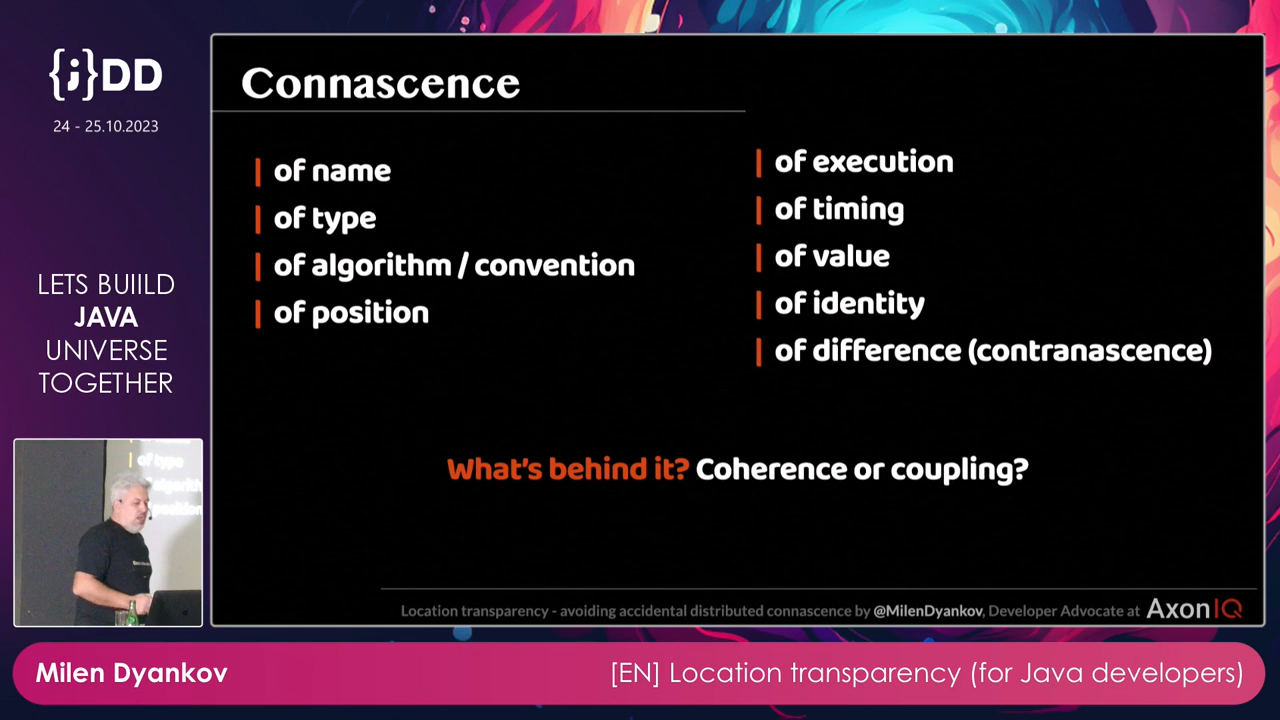 {j}DD
24 - 25.10.2023
LETS BUIILD
JAVA
UNIVERSE
TOGETHER
Connascence
of name
of type
of algorithm / convention
of position
of execution
of timing
of value
of identity
of difference (contranascence)
What's behind it? Coherence or coupling?
Location transparency - avoiding accidental distributed connascence by @MilenDyankov, Developer Advocate at AxonIQ
of type
Milen Dyankov
[EN] Location transparency (for Java developers)